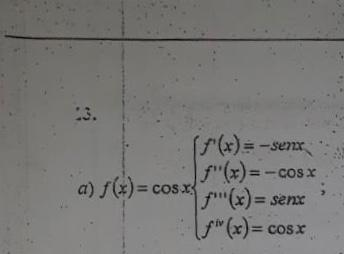 13.
a) f(x) = cos x { f'(x) = -senx
f''(x) = -cos x
f'''(x) = senx
f^iv(x) = cos x ;